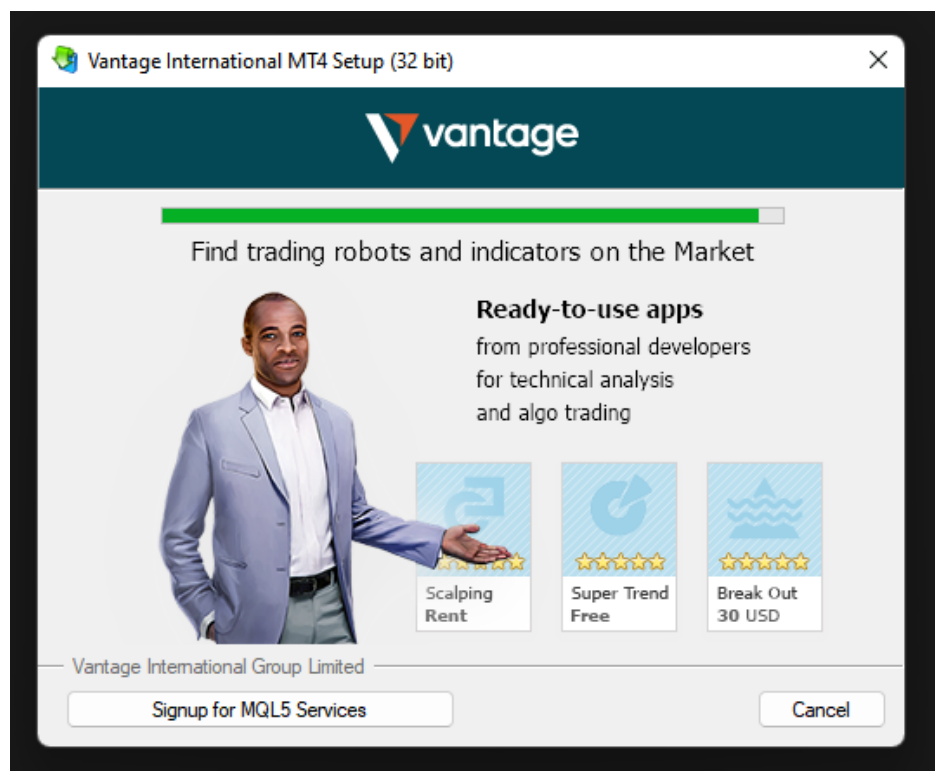 Vantage International MT4 Setup (32 bit)
vantage
Find trading robots and indicators on the Market
Ready-to-use apps
from professional developers
for technical analysis
and algo trading
Scalping
Rent
Super Trend
Free
Break Out
30 USD
Vantage International Group Limited
Signup for MQL5 Services
Cancel